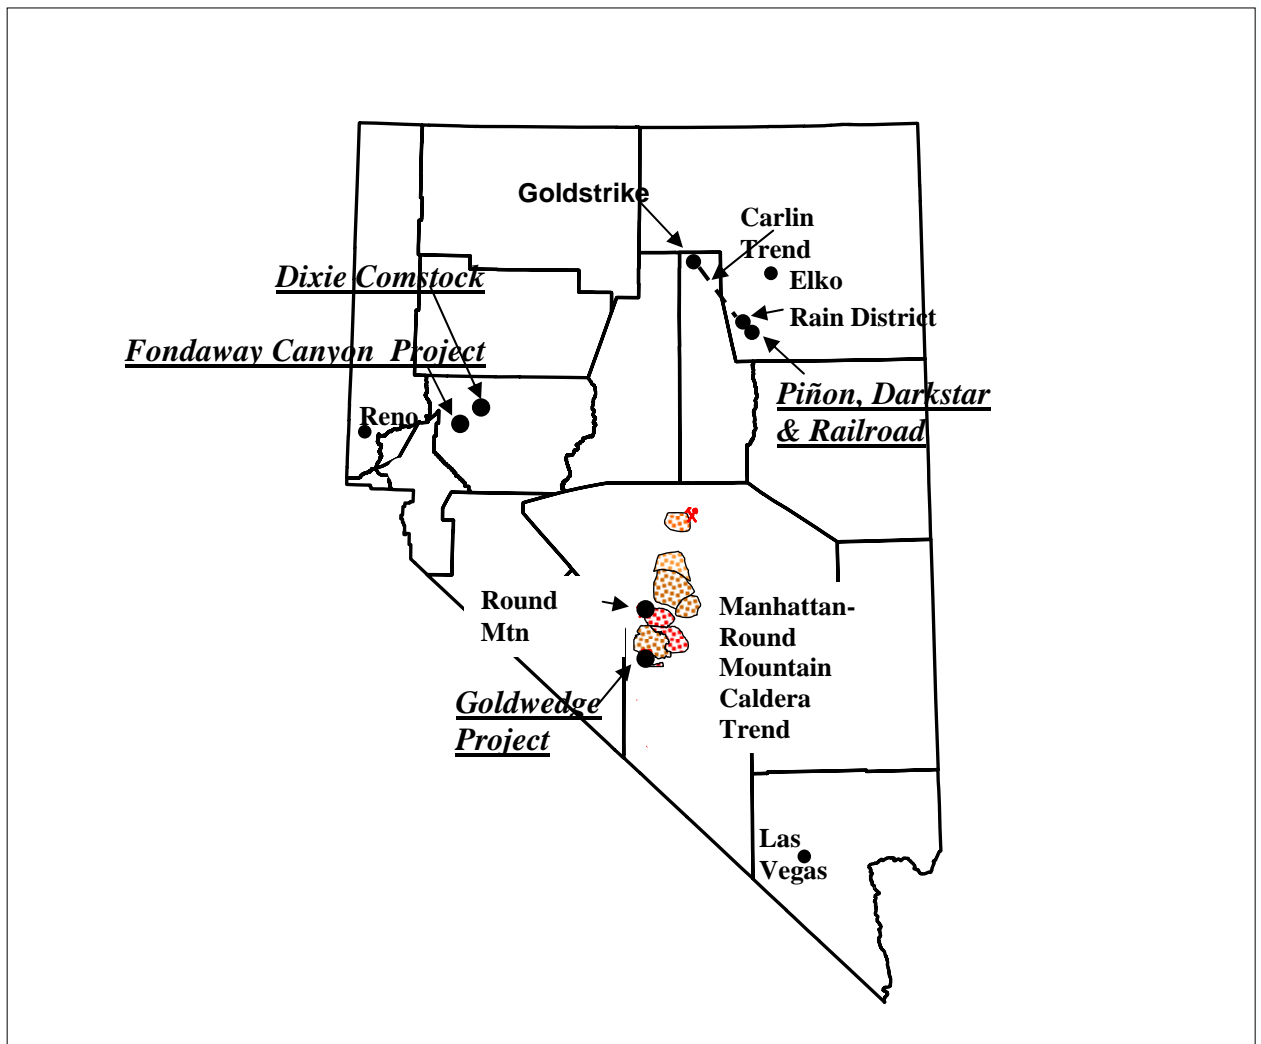 Goldstrike
Carlin
Trend
Elko
Dixie Comstock
Rain District
Fondaway Canyon  Project
Piñon, Darkstar
& Railroad
Reno
Round
Mtn
Manhattan-
Round
Mountain
Caldera
Trend
Goldwedge
Project
Las
Vegas